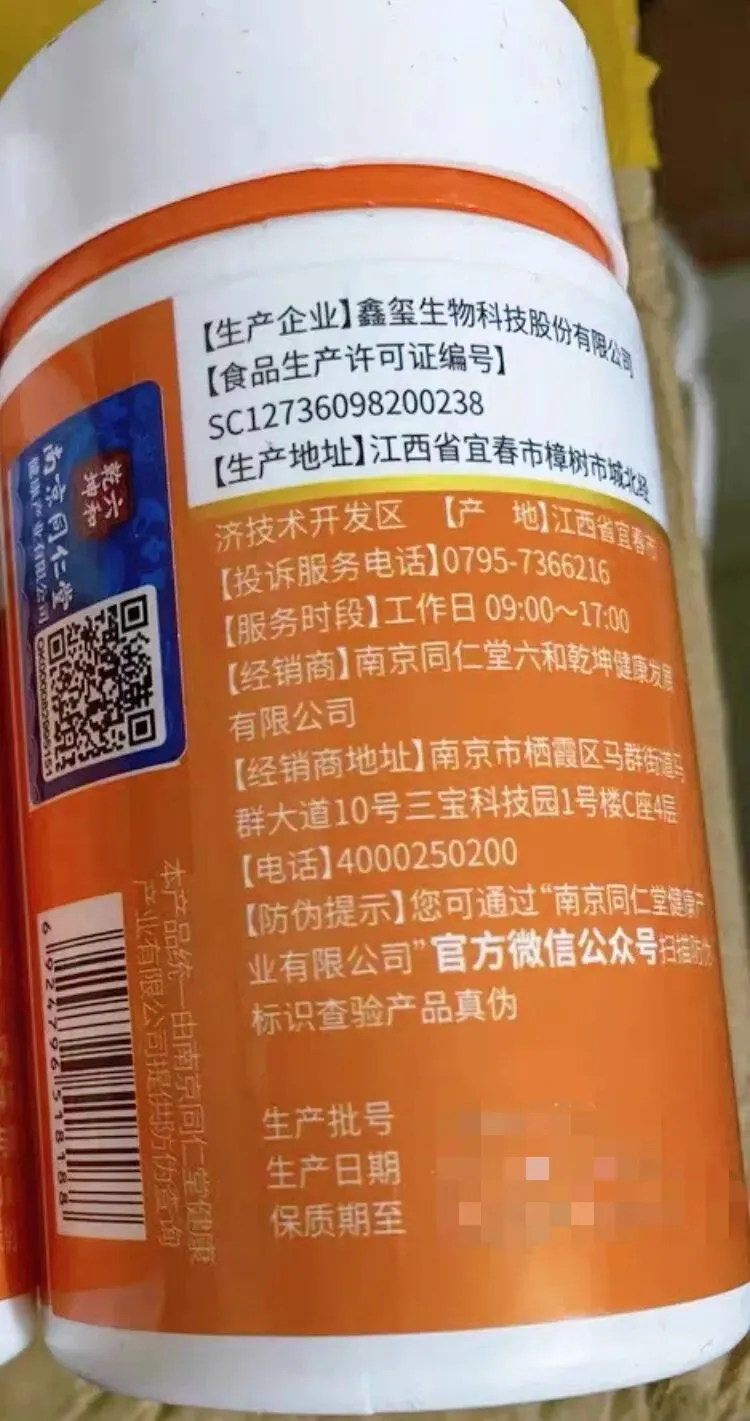 【生产企业】鑫玺生物科技股份有限公司
【食品生产许可证编号】
SC12736098200238
【生产地址】江西省宜春市樟树市城北经
济技术开发区 【产 地】江西省宜春市
【投诉服务电话】0795-7366216
【服务时段】工作日 09:00～17:00
【经销商】南京同仁堂六和乾坤健康发展
有限公司
【经销商地址】南京市栖霞区马群街道马
群大道10号三宝科技园1号楼C座4层
【电话】4000250200
【防伪提示】您可通过“南京同仁堂健康产
业有限公司”官方微信公众号扫描防伪
标识查验产品真伪
生产批号
生产日期
保质期至
六和
乾坤
南京同仁堂
健康产业有限公司
本产品统一由南京同仁堂健康
产业有限公司提供防伪查询
6 924796 518188